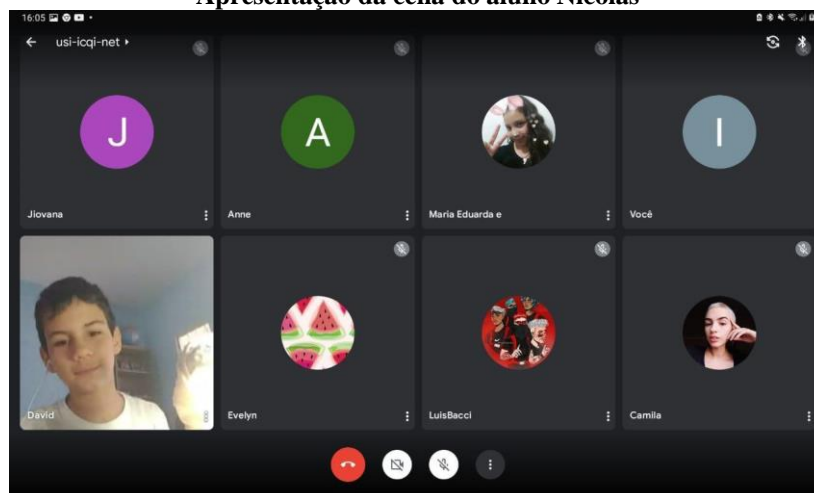 Apresentação da cena do aluno Nicolas
16:05
usi-icqi-net
J
A
I
Jiovana
Anne
Maria Eduarda e
Você
David
Evelyn
LuisBacci
Camila